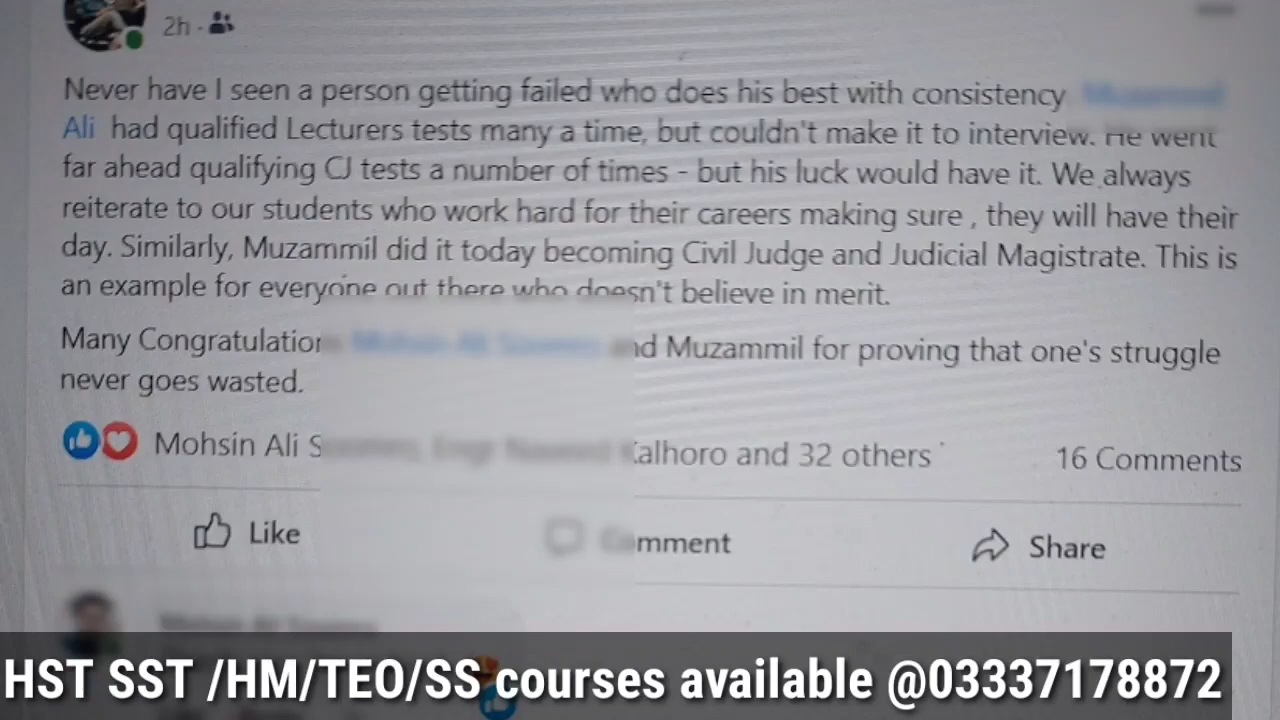 2h ·
Never have I seen a person getting failed who does his best with consistency
Ali had qualified Lecturers tests many a time, but couldn't make it to interview. He went
far ahead qualifying CJ tests a number of times - but his luck would have it. We always
reiterate to our students who work hard for their careers making sure , they will have their
day. Similarly, Muzammil did it today becoming Civil Judge and Judicial Magistrate. This is
an example for everyone out there who doesn't believe in merit.
Many Congratulation nd Muzammil for proving that one's struggle
never goes wasted.
Mohsin Ali S alhoro and 32 others 16 Comments
Like mment Share
HST SST /HM/TEO/SS courses available @03337178872